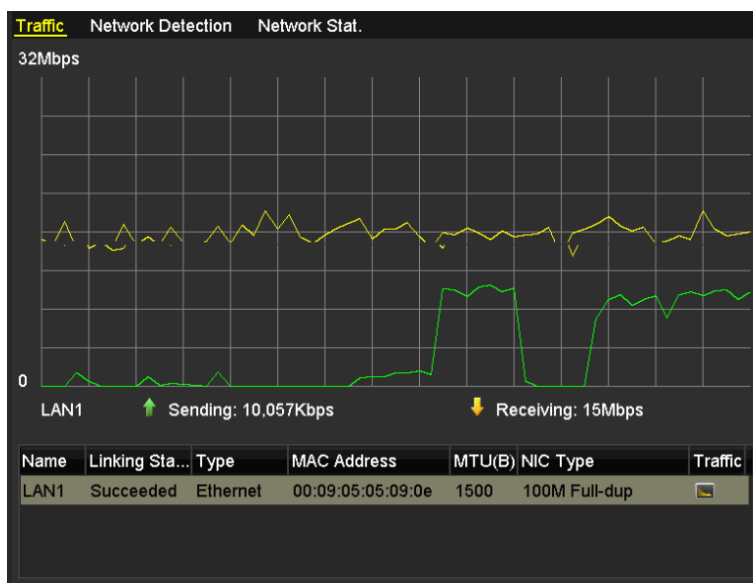 Traffic Network Detection Network Stat.
32Mbps
0
LAN1 Sending: 10,057Kbps Receiving: 15Mbps
Name Linking Sta... Type MAC Address MTU(B) NIC Type Traffic
LAN1 Succeeded Ethernet 00:09:05:05:09:0e 1500 100M Full-dup